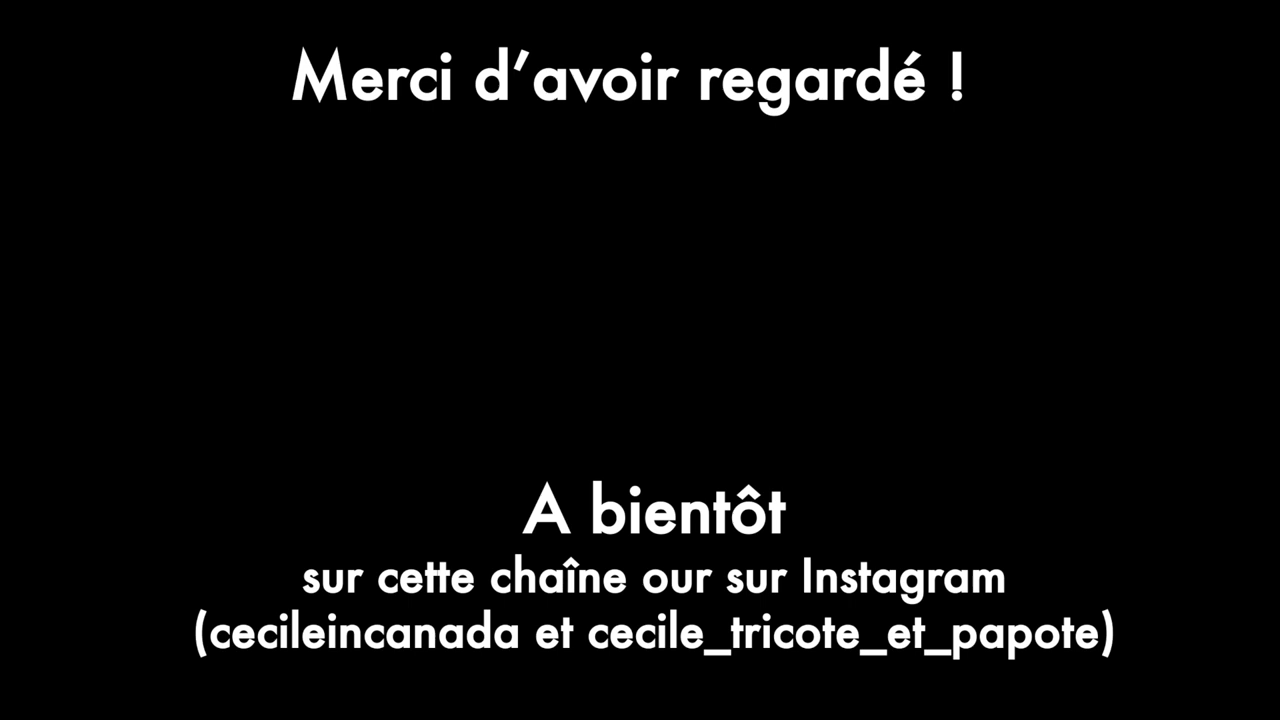 Merci d’avoir regardé !
A bientôt
sur cette chaîne our sur Instagram
(cecileincanada et cecile_tricote_et_papote)